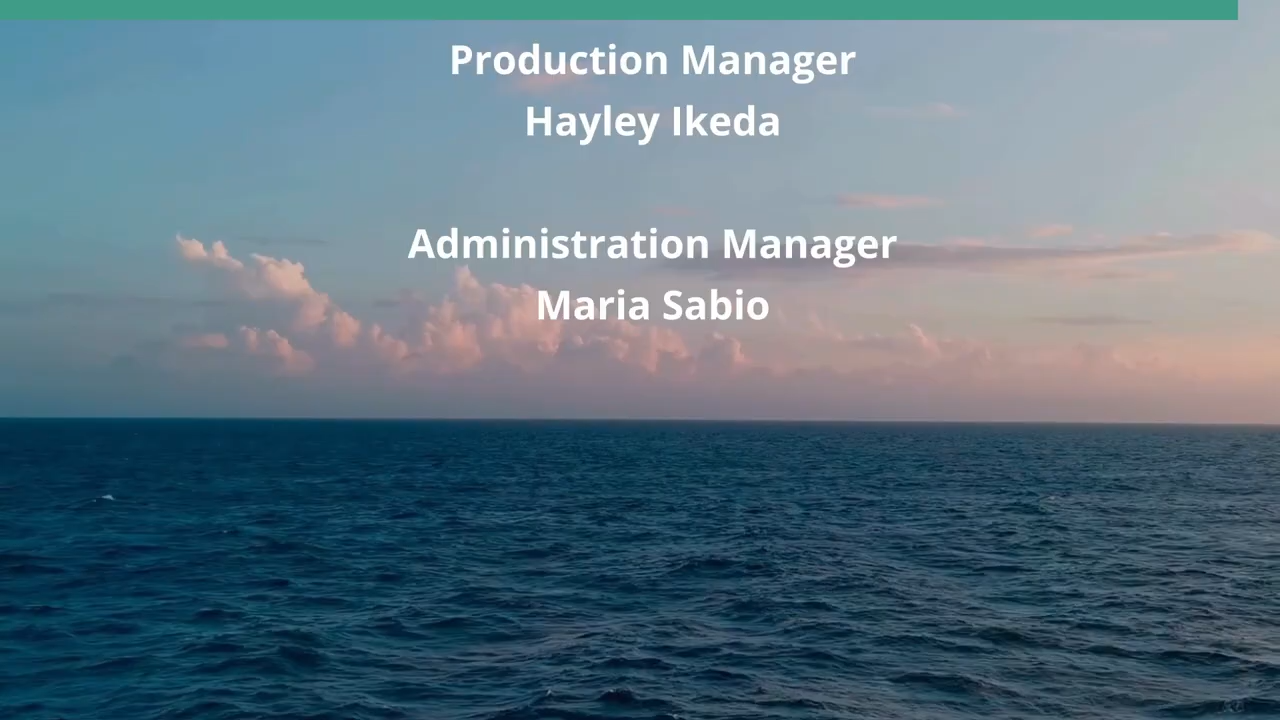 Production Manager
Hayley Ikeda
Administration Manager
Maria Sabio